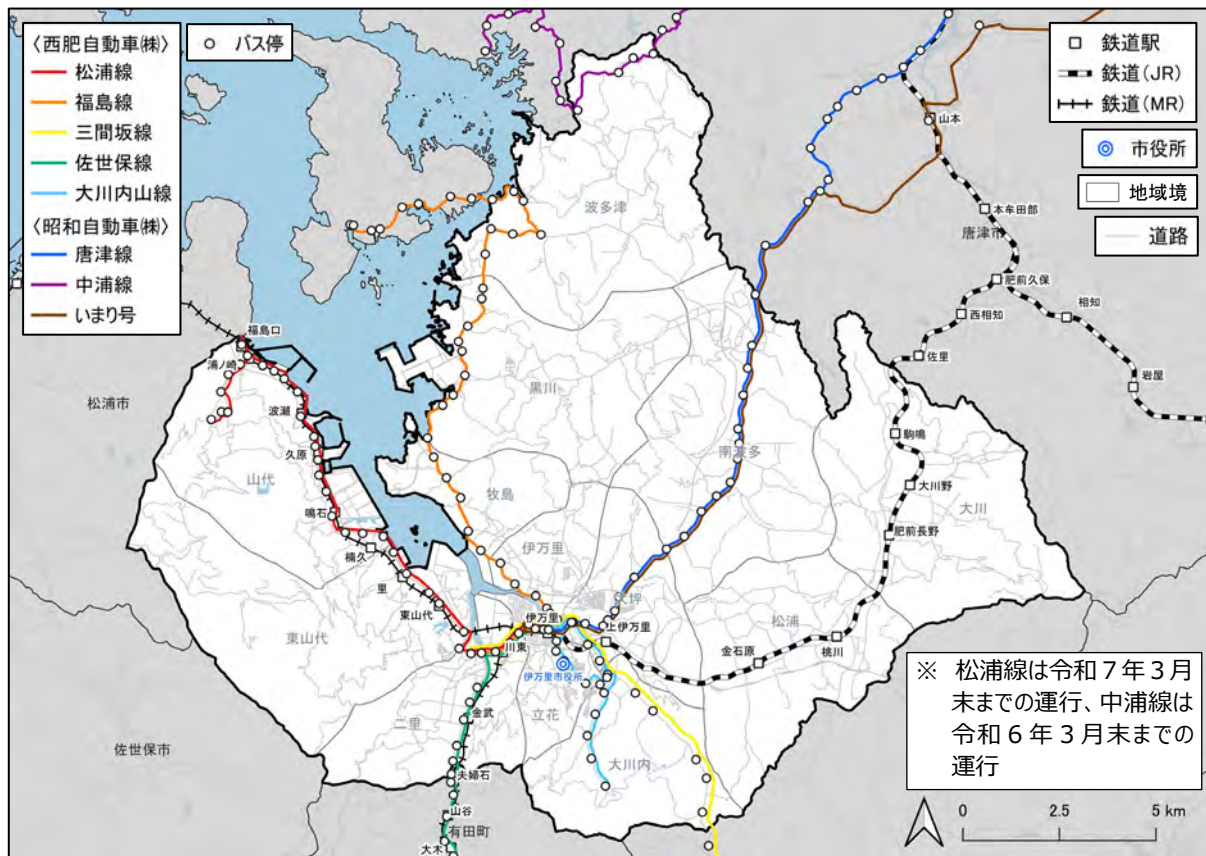 〈西肥自動車(株)〉
松浦線
福島線
三間坂線
佐世保線
大川内山線
〈昭和自動車(株)〉
唐津線
中浦線
いまり号
バス停
鉄道駅
鉄道(JR)
鉄道(MR)
市役所
地域境
道路
山本
波多津
本牟田部
唐津市
肥前久保
相知
西相知
福島口
浦ノ崎
佐里
岩屋
黒川
松浦市
波瀬
駒鳴
久原
南波多
山代
大川野
大川
牧島
鳴石
肥前長野
伊万里
楠久
里
大坪
東山代
伊万里
上伊万里
松浦
東山代
川東
桃川
金石原
伊万里市役所
金武
立花
二里
佐世保市
大川内
夫婦石
山谷
有田町
大木
※ 松浦線は令和7年3月
末までの運行、中浦線は
令和6年3月末までの
運行
0 2.5 5 km